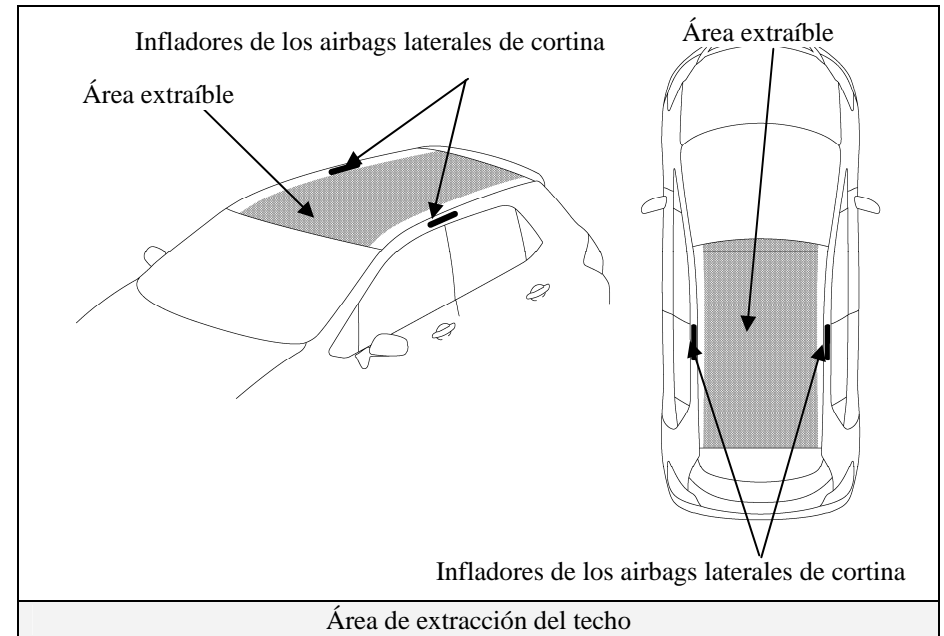 Infladores de los airbags laterales de cortina
Área extraíble
Área extraíble
Infladores de los airbags laterales de cortina
Área de extracción del techo